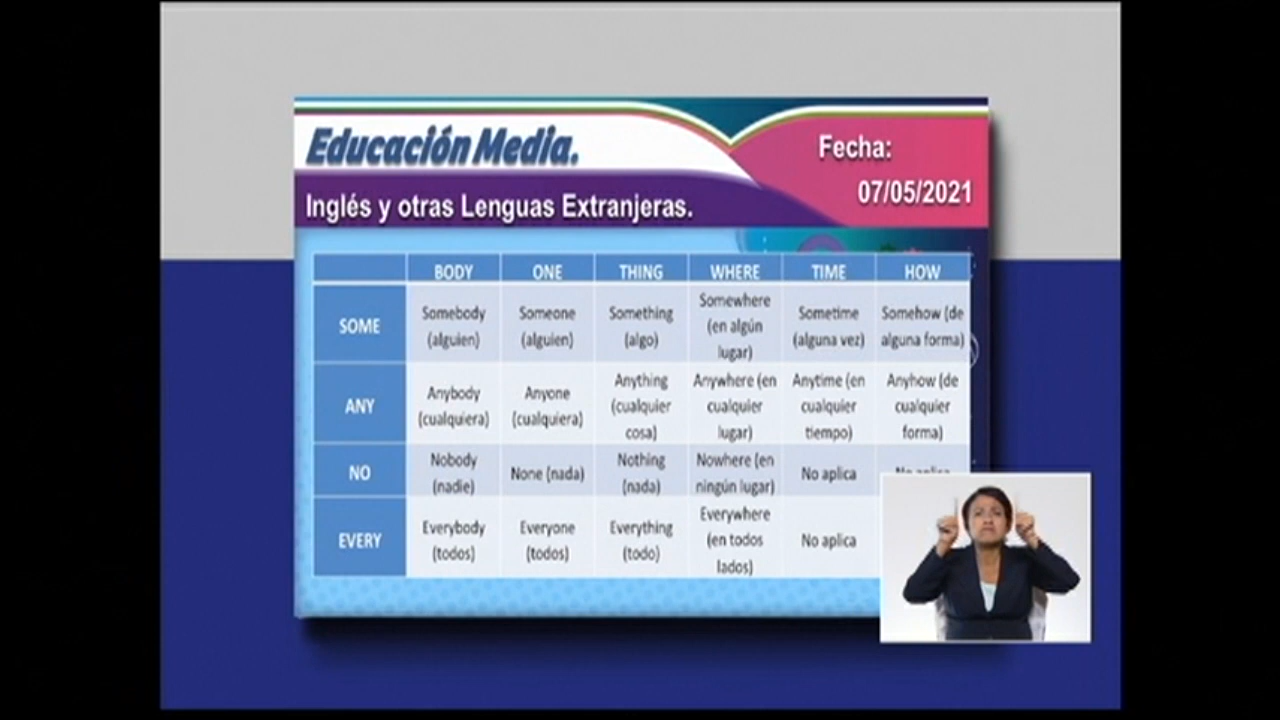 Educación Media.
Fecha:
07/05/2021
Inglés y otras Lenguas Extranjeras.
BODY ONE THING WHERE TIME HOW
SOME
Somebody
(alguien)
Someone
(alguien)
Something
(algo)
Somewhere
(en algún
lugar)
Sometime
(alguna vez)
Somehow (de
alguna forma)
ANY
Anybody
(cualquiera)
Anyone
(cualquiera)
Anything
(cualquier
cosa)
Anywhere (en
cualquier
lugar)
Anytime (en
cualquier
tiempo)
Anyhow (de
cualquier
forma)
NO
Nobody
(nadie)
None (nada)
Nothing
(nada)
Nowhere (en
ningún lugar)
No aplica
No aplica
EVERY
Everybody
(todos)
Everyone
(todos)
Everything
(todo)
Everywhere
(en todos
lados)
No aplica